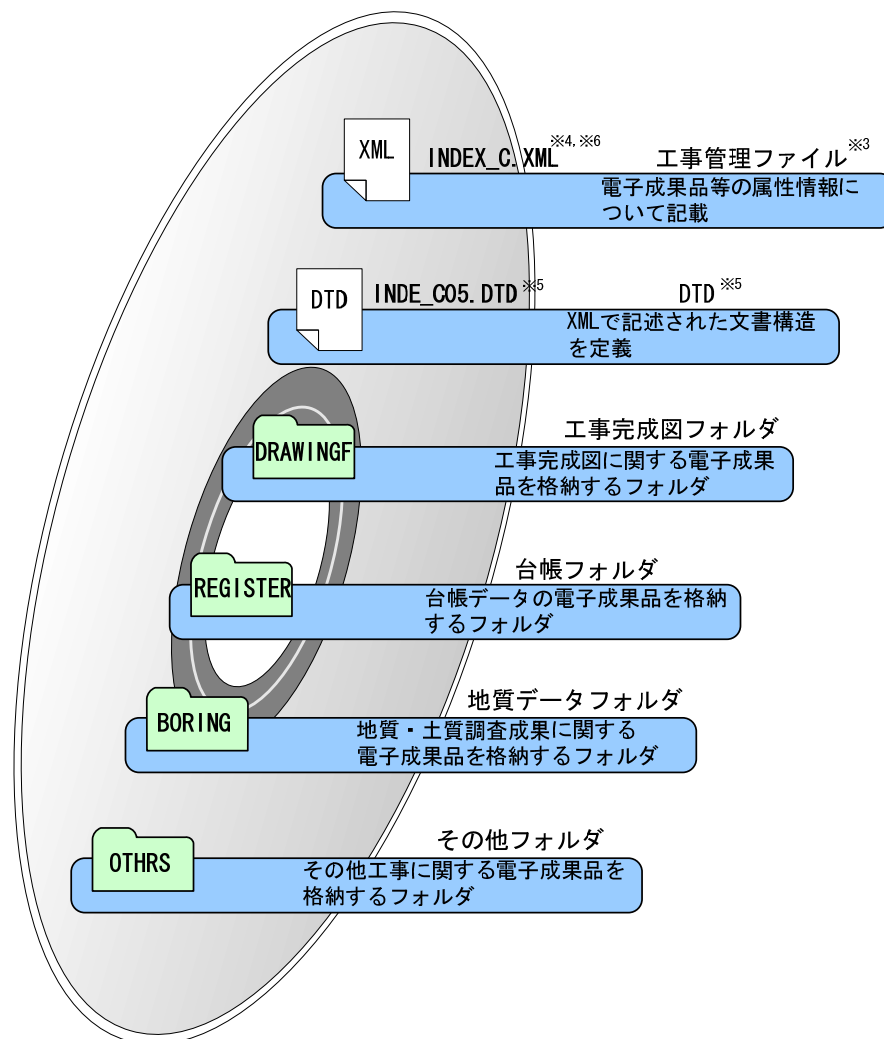 XML
INDEX_C.XML※4,※6 工事管理ファイル※3
電子成果品等の属性情報に
ついて記載
DTD
INDE_C05.DTD※5 DTD※5
XMLで記述された文書構造
を定義
工事完成図フォルダ
DRAWINGF
工事完成図に関する電子成果
品を格納するフォルダ
台帳フォルダ
REGISTER
台帳データの電子成果品を格納
するフォルダ
地質データフォルダ
BORING
地質・土質調査成果に関する
電子成果品を格納するフォルダ
その他フォルダ
OTHRS
その他工事に関する電子成果品を
格納するフォルダ